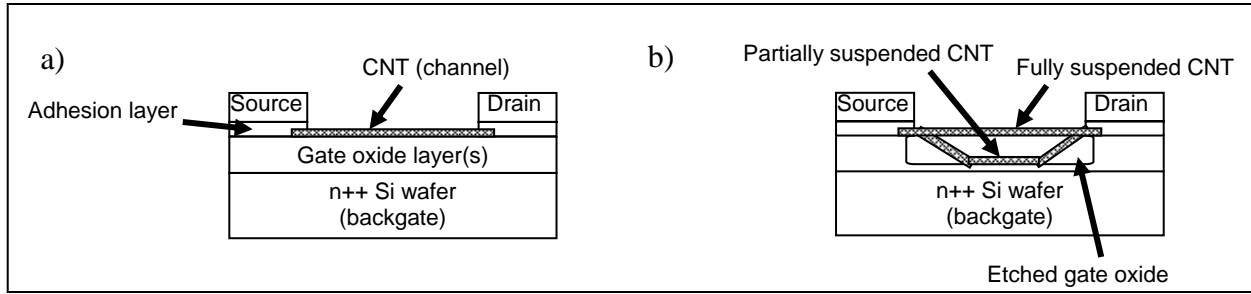 a)
CNT (channel)
Adhesion layer
Source
Drain
Gate oxide layer(s)
n++ Si wafer
(backgate)
b)
Partially suspended CNT
Fully suspended CNT
Source
Drain
n++ Si wafer
(backgate)
Etched gate oxide